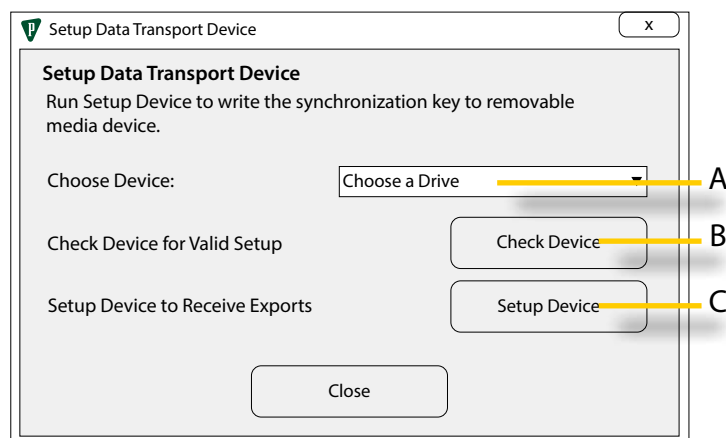 Setup Data Transport Device
x
Setup Data Transport Device
Run Setup Device to write the synchronization key to removable
media device.
Choose Device:
Choose a Drive
A
Check Device for Valid Setup
Check Device
B
Setup Device to Receive Exports
Setup Device
C
Close